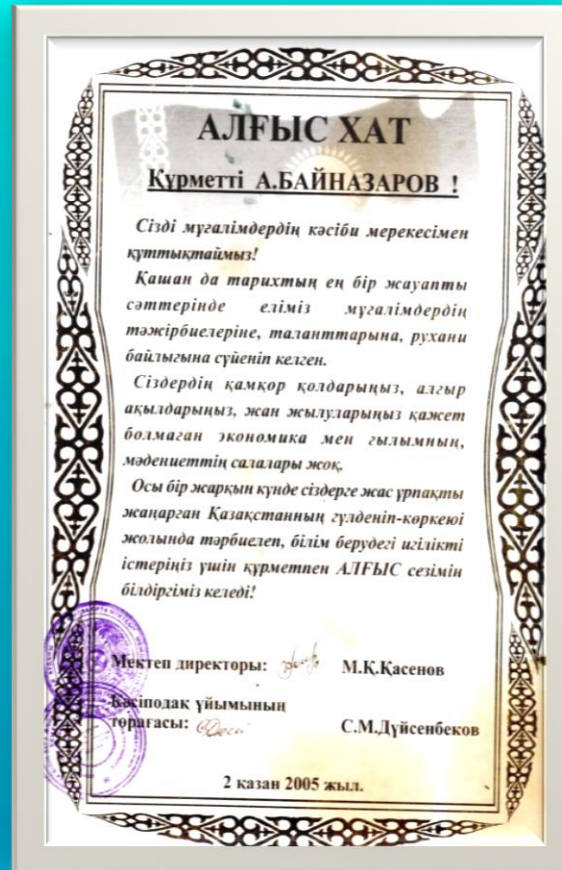 АЛҒЫС ХАТ
Құрметті А.БАЙНАЗАРОВ !
Сізді мұғалімдердің кәсіби мерекесімен
құттықтаймыз!
Қашан да тарихтың ең бір жауапты
сәттерінде еліміз мұғалімдердің
тәжірбиелеріне, таланттарына, рухани
байлығына сүйеніп келген.
Сіздердің қамқор қолдарыңыз, алғыр
ақылдарыңыз, жан жылуларыңыз қажет
болмаған экономика мен ғылымның,
мәдениеттің салалары жоқ.
Осы бір жарқын күнде сіздерге жас ұрпақты
жаңарған Қазақстанның гүлденіп-көркеюі
жолында тәрбиелеп, білім берудегі игілікті
істеріңіз үшін құрметпен АЛҒЫС сезімін
білдіргіміз келеді!
Мектеп директоры: М.Қ.Қасенов
Кәсіподақ ұйымының
төрағасы: С.М.Дүйсенбеков
2 қазан 2005 жыл.